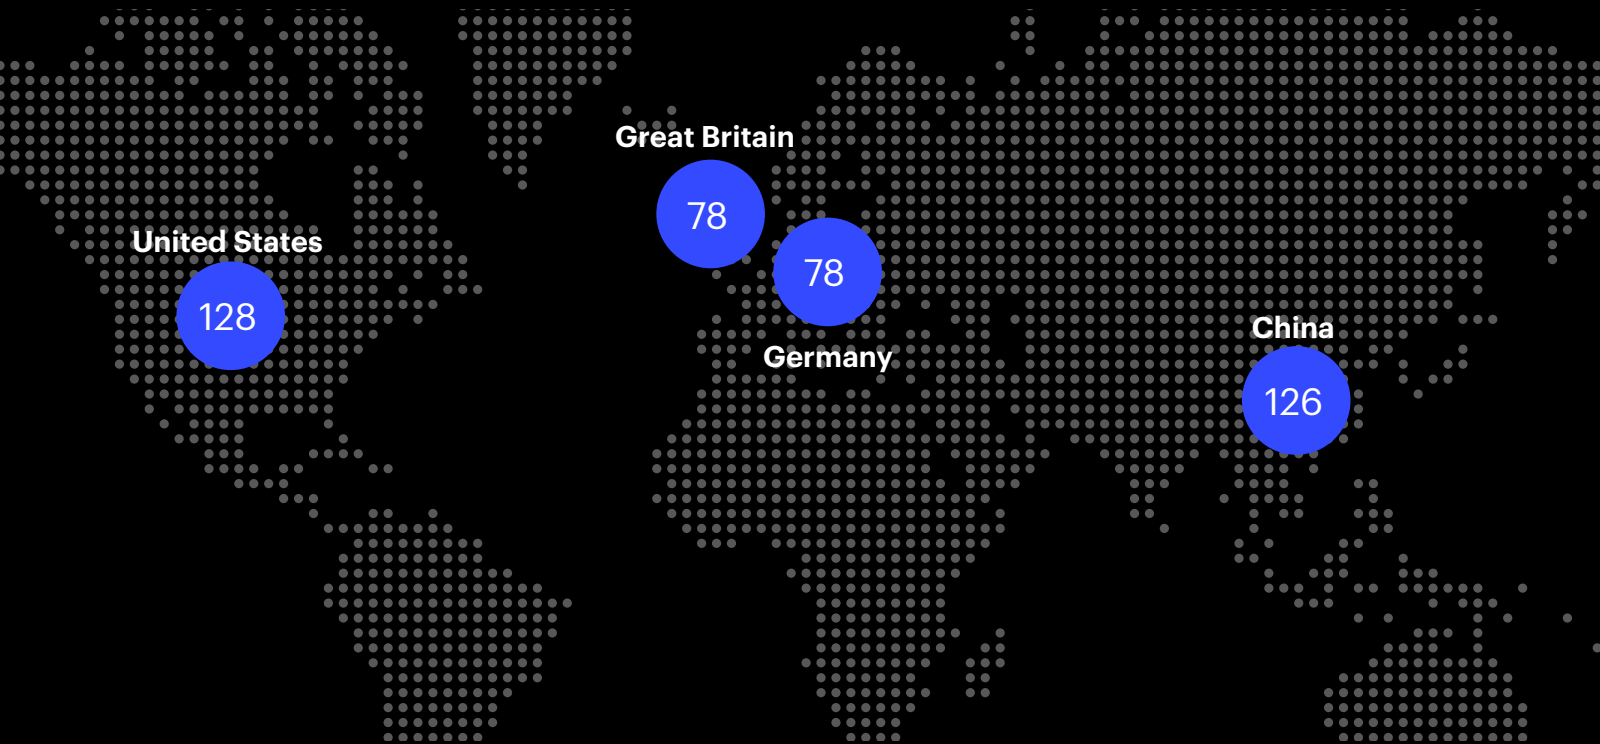 Great Britain
78
United States
128
78
Germany
China
126